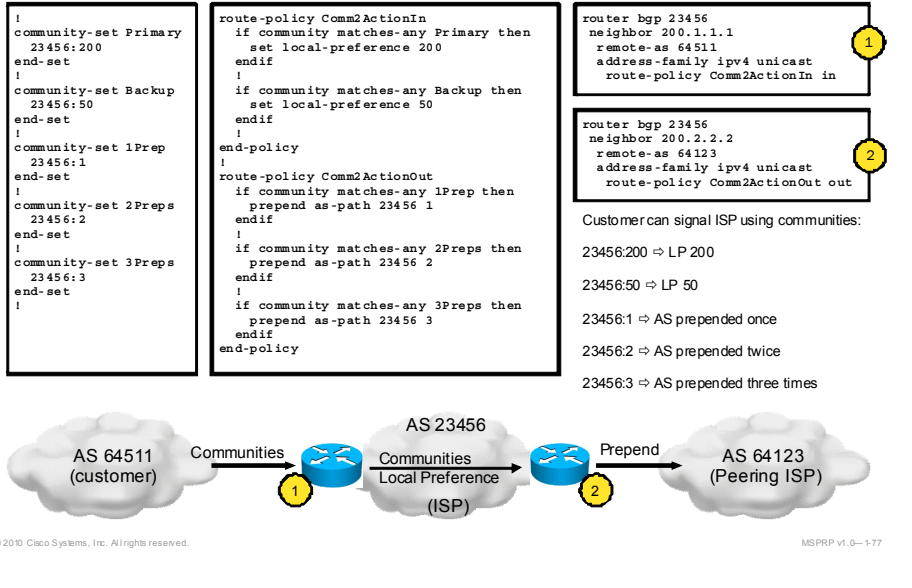 !
community-set Primary
  23456:200
end-set
!
community-set Backup
  23456:50
end-set
!
community-set 1Prep
  23456:1
end-set
!
community-set 2Preps
  23456:2
end-set
!
community-set 3Preps
  23456:3
end-set
!
route-policy Comm2ActionIn
  if community matches-any Primary then
    set local-preference 200
  endif
  !
  if community matches-any Backup then
    set local-preference 50
  endif
  !
end-policy
!
route-policy Comm2ActionOut
  if community matches-any 1Prep then
    prepend as-path 23456 1
  endif
  !
  if community matches-any 2Preps then
    prepend as-path 23456 2
  endif
  !
  if community matches-any 3Preps then
    prepend as-path 23456 3
  endif
end-policy
router bgp 23456
 neighbor 200.1.1.1
  remote-as 64511
  address-family ipv4 unicast
   route-policy Comm2ActionIn in
1
router bgp 23456
 neighbor 200.2.2.2
  remote-as 64123
  address-family ipv4 unicast
   route-policy Comm2ActionOut out
2
Customer can signal ISP using communities:
23456:200 ⇨ LP 200
23456:50 ⇨ LP 50
23456:1 ⇨ AS prepended once
23456:2 ⇨ AS prepended twice
23456:3 ⇨ AS prepended three times
AS 64511
(customer)
Communities
1
AS 23456
Communities
Local Preference
(ISP)
2
Prepend
AS 64123
(Peering ISP)
2010 Cisco Systems, Inc. All rights reserved.
MSPRP v1.0—1-77